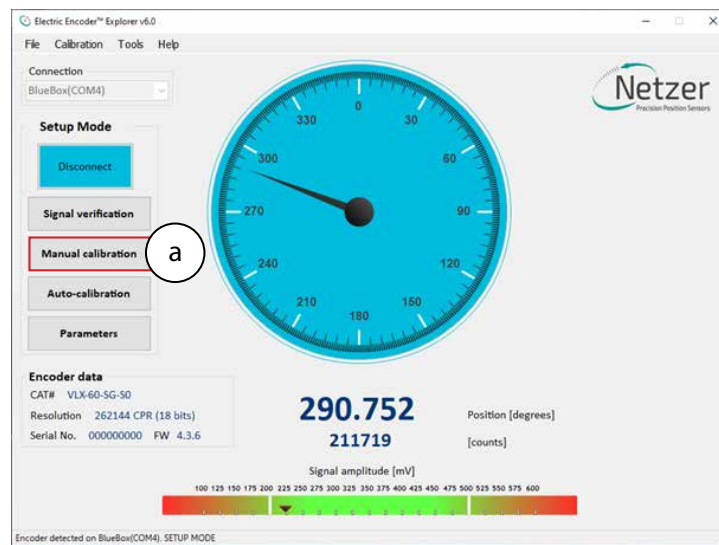 Electric Encoder™ Explorer v6.0
File Calibration Tools Help
Connection
BlueBox(COM4)
Netzer
Precision Position Sensors
Setup Mode
Disconnect
Signal verification
Manual calibration
a
Auto-calibration
Parameters
0
30
60
90
120
150
180
210
240
270
300
330
Encoder data
CAT# VLX-60-SG-S0
Resolution 262144 CPR (18 bits)
Serial No. 000000000 FW 4.3.6
290.752 Position [degrees]
211719 [counts]
Signal amplitude [mV]
100 125 150 175 200 225 250 275 300 325 350 375 400 425 450 475 500 525 550 575 600
Encoder detected on BlueBox(COM4). SETUP MODE